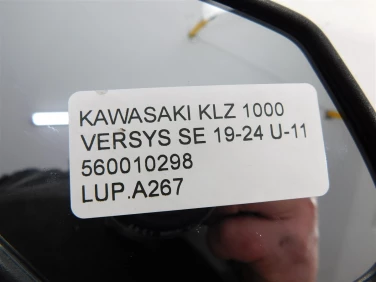 KAWASAKI KLZ 1000
VERSYS SE 19-24 U-11
560010298
LUP.A267